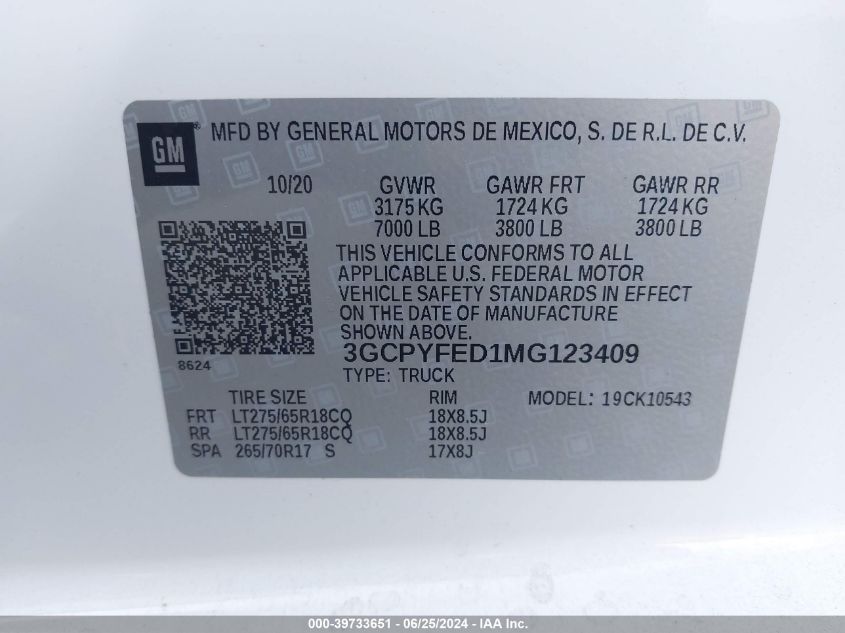 GM ® MFD BY GENERAL MOTORS DE MEXICO, S. DE R.L. DE C.V.
10/20 GVWR GAWR FRT GAWR RR
3175 KG 1724 KG 1724 KG
7000 LB 3800 LB 3800 LB
THIS VEHICLE CONFORMS TO ALL
APPLICABLE U.S. FEDERAL MOTOR
VEHICLE SAFETY STANDARDS IN EFFECT
ON THE DATE OF MANUFACTURE
SHOWN ABOVE.
3GCPYFED1MG123409
8624
TYPE: TRUCK
TIRE SIZE RIM MODEL: 19CK10543
FRT LT275/65R18CQ 18X8.5J
RR LT275/65R18CQ 18X8.5J
SPA 265/70R17 S 17X8J
000-39733651 - 06/25/2024 - IAA Inc.